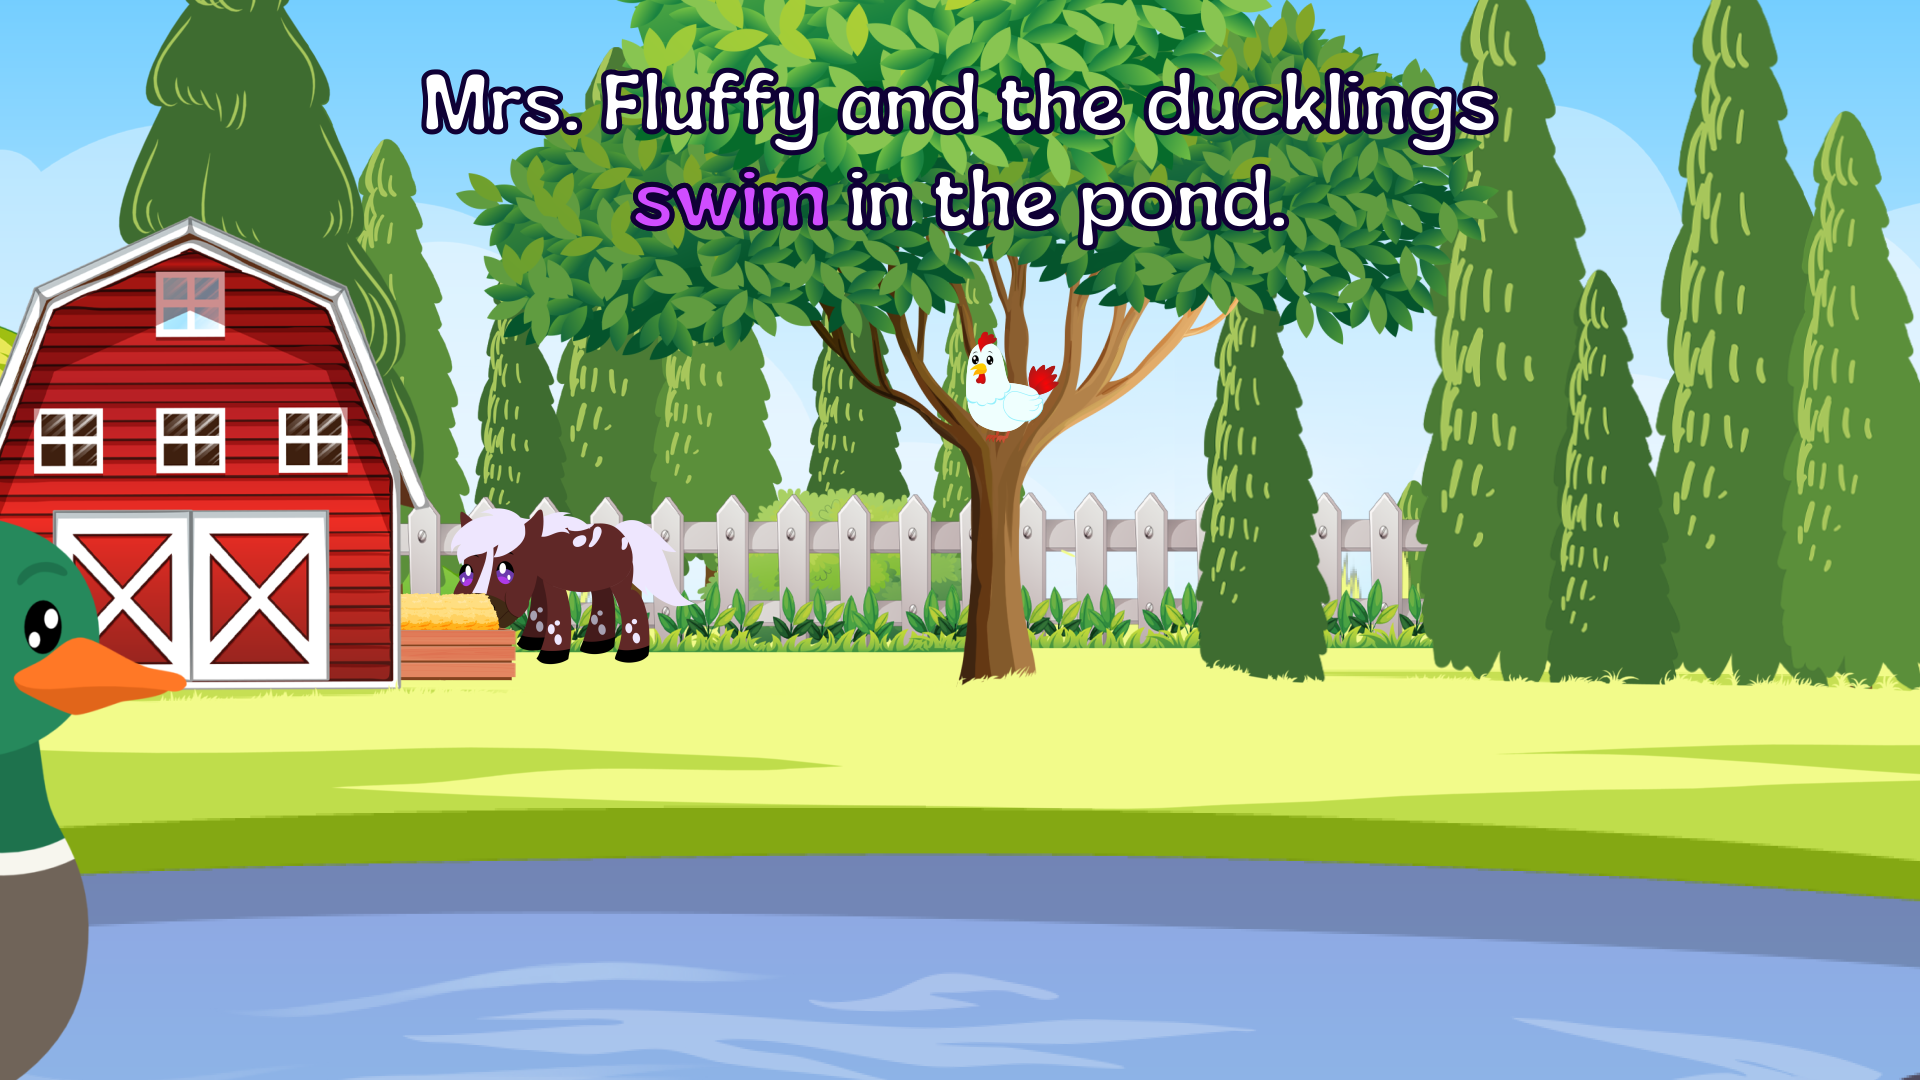 Mrs. Fluffy and the ducklings
swim in the pond.